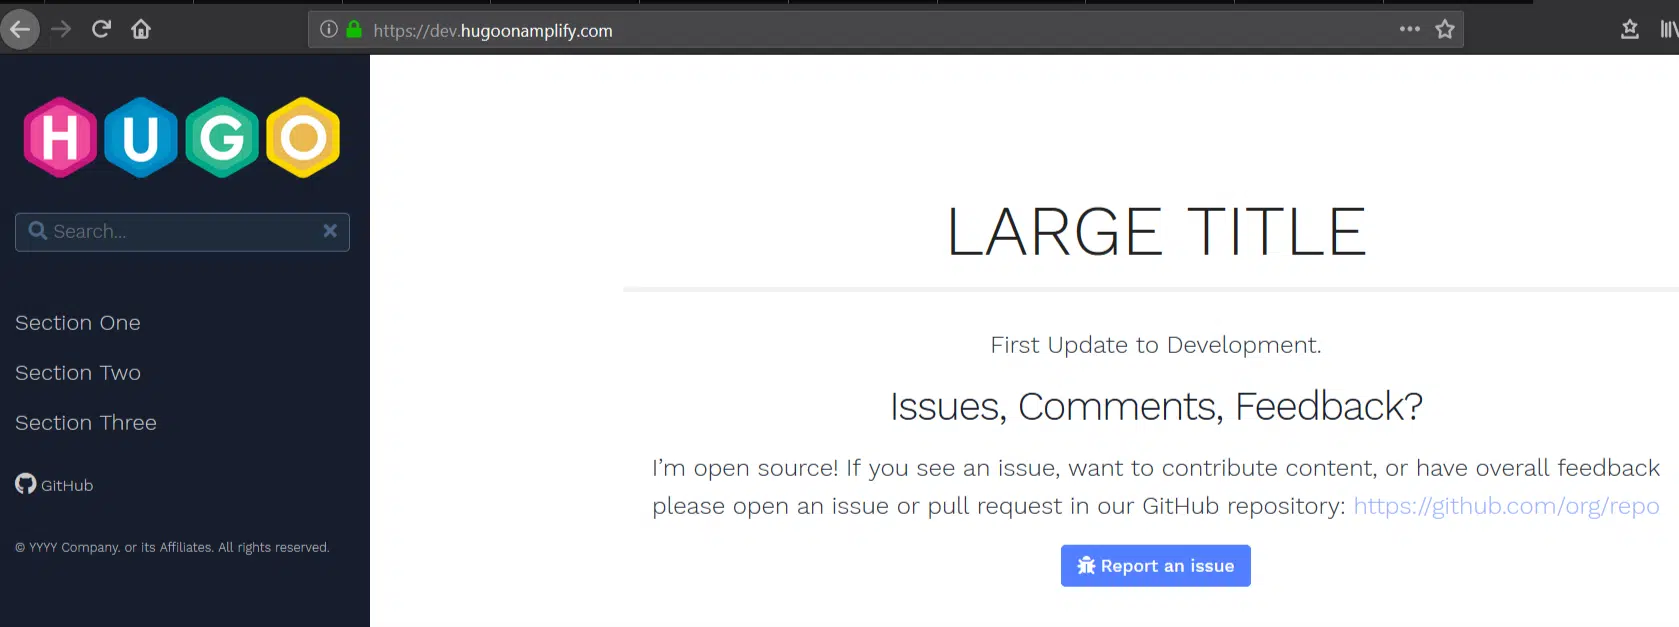 https://dev.hugoonamplify.com
HUGO
Search...
Section One
Section Two
Section Three
GitHub
© YYYY Company. or its Affiliates. All rights reserved.
LARGE TITLE
First Update to Development.
Issues, Comments, Feedback?
I’m open source! If you see an issue, want to contribute content, or have overall feedback
please open an issue or pull request in our GitHub repository: https://github.com/org/repo
Report an issue